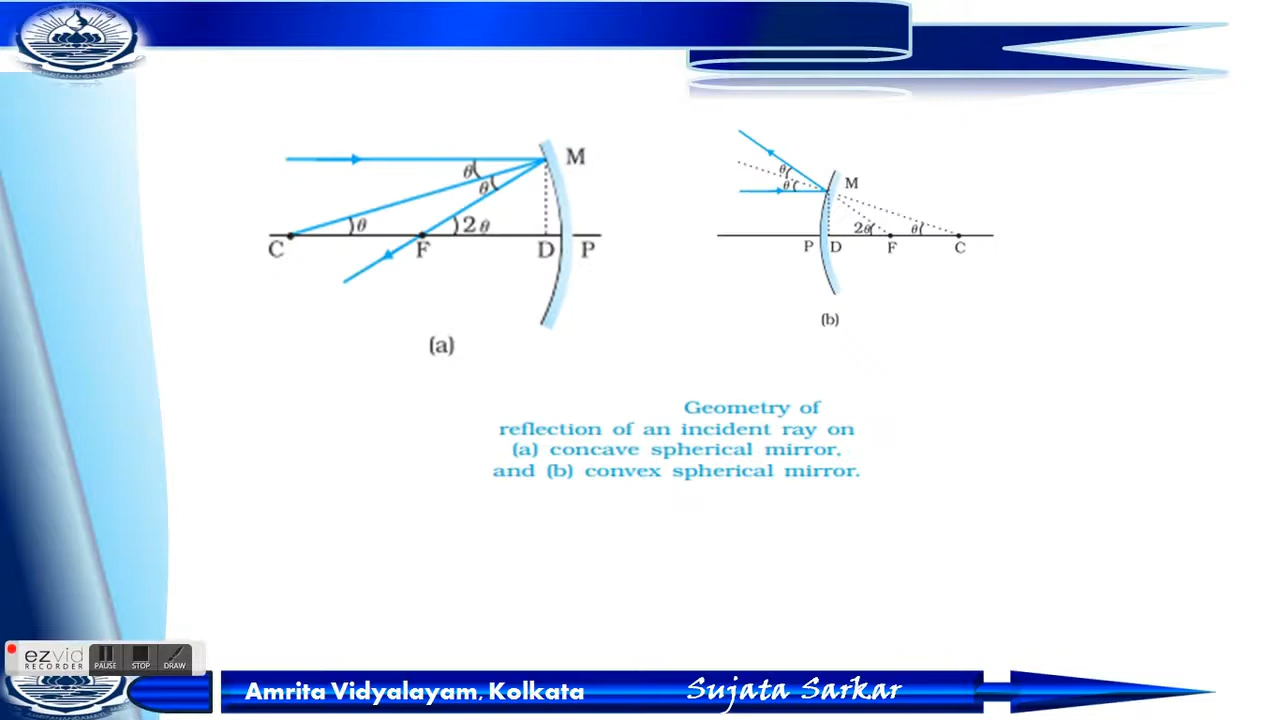 θ
θ
M
θ
2θ
C
F
D
P
(a)
θ
θ
M
2θ
θ
P
D
F
C
(b)
Geometry of
reflection of an incident ray on
(a) concave spherical mirror,
and (b) convex spherical mirror.
ezvid
RECORDER
PAUSE
STOP
DRAW
Amrita Vidyalayam, Kolkata
Sujata Sarkar